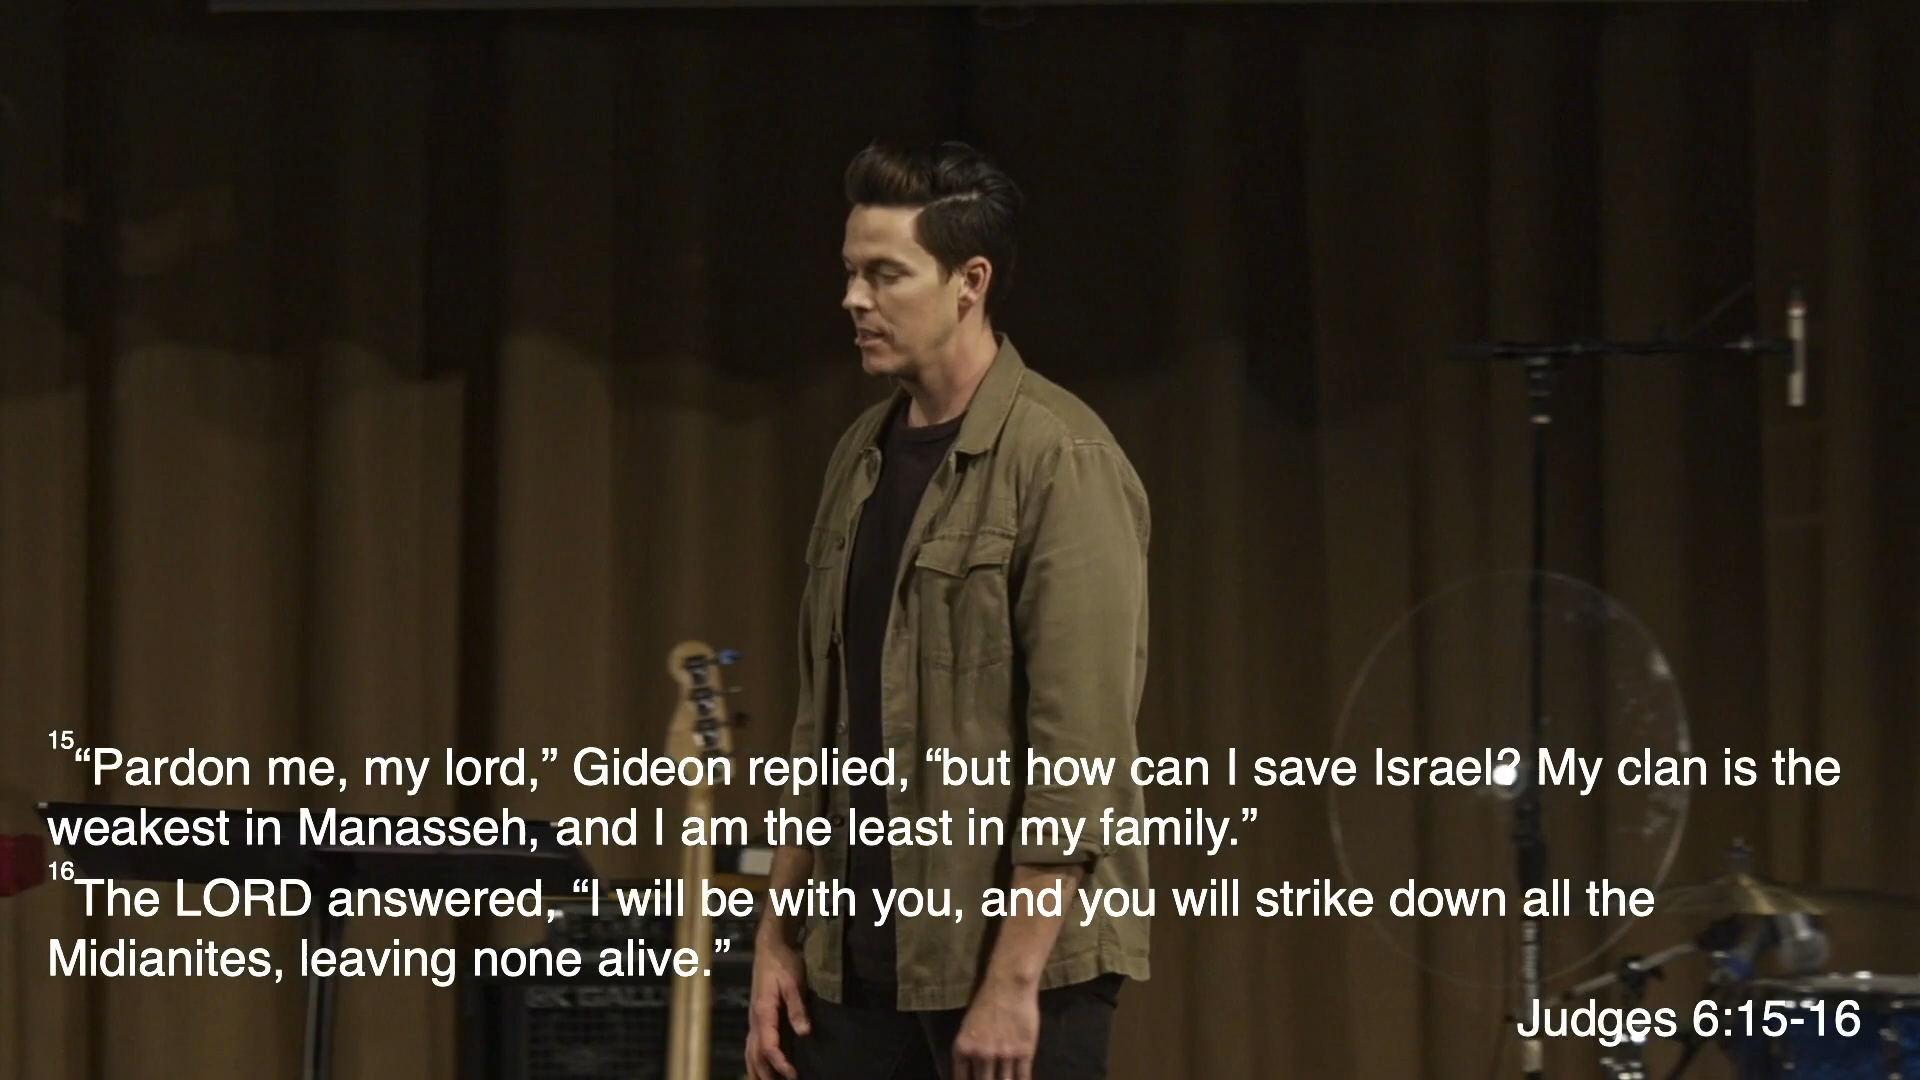 15“Pardon me, my lord,” Gideon replied, “but how can I save Israel? My clan is the
weakest in Manasseh, and I am the least in my family.”
16The LORD answered, “I will be with you, and you will strike down all the
Midianites, leaving none alive.”
Judges 6:15-16